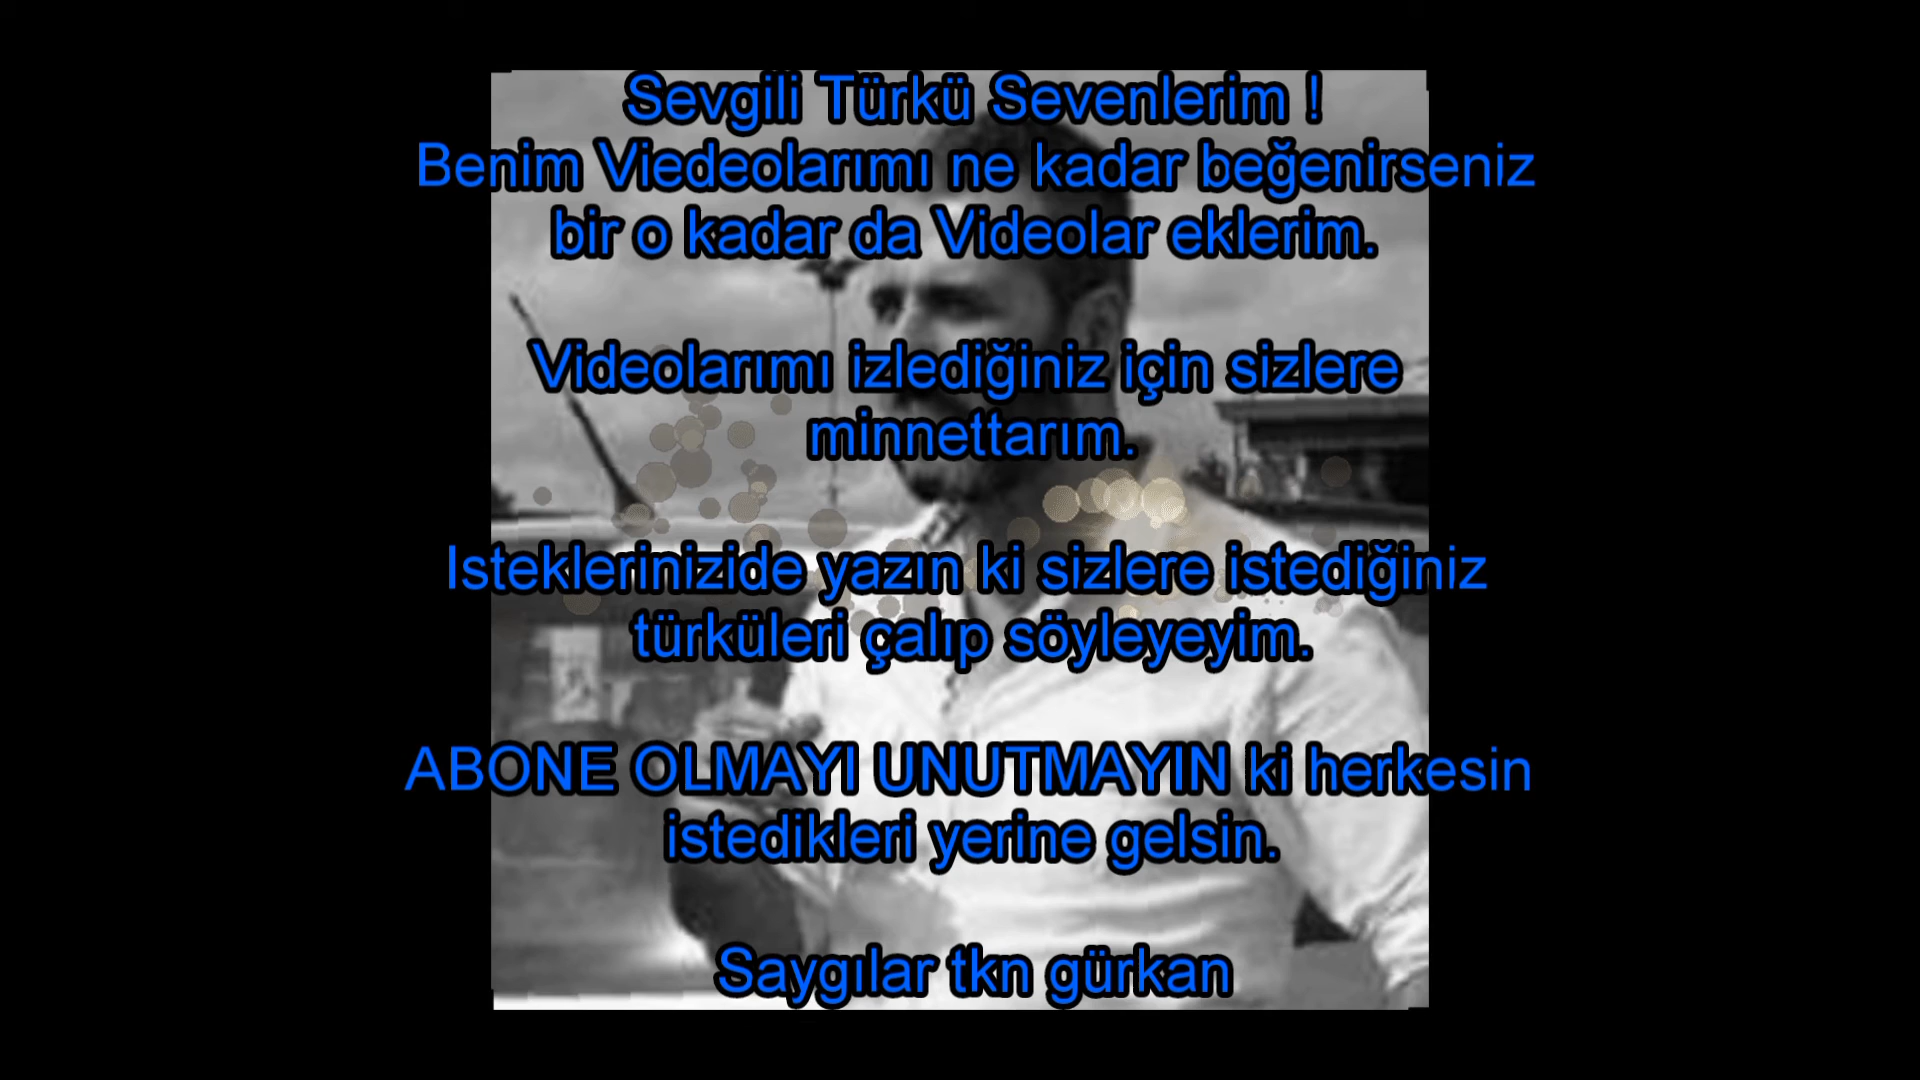 Sevgili Türkü Sevenlerim !
Benim Viedeolarımı ne kadar beğenirseniz
bir o kadar da Videolar eklerim.
Videolarımı izlediğiniz için sizlere
minnettarım.
Isteklerinizide yazın ki sizlere istediğiniz
türküleri çalıp söyleyeyim.
ABONE OLMAYI UNUTMAYIN ki herkesin
istedikleri yerine gelsin.
Saygılar tkn gürkan